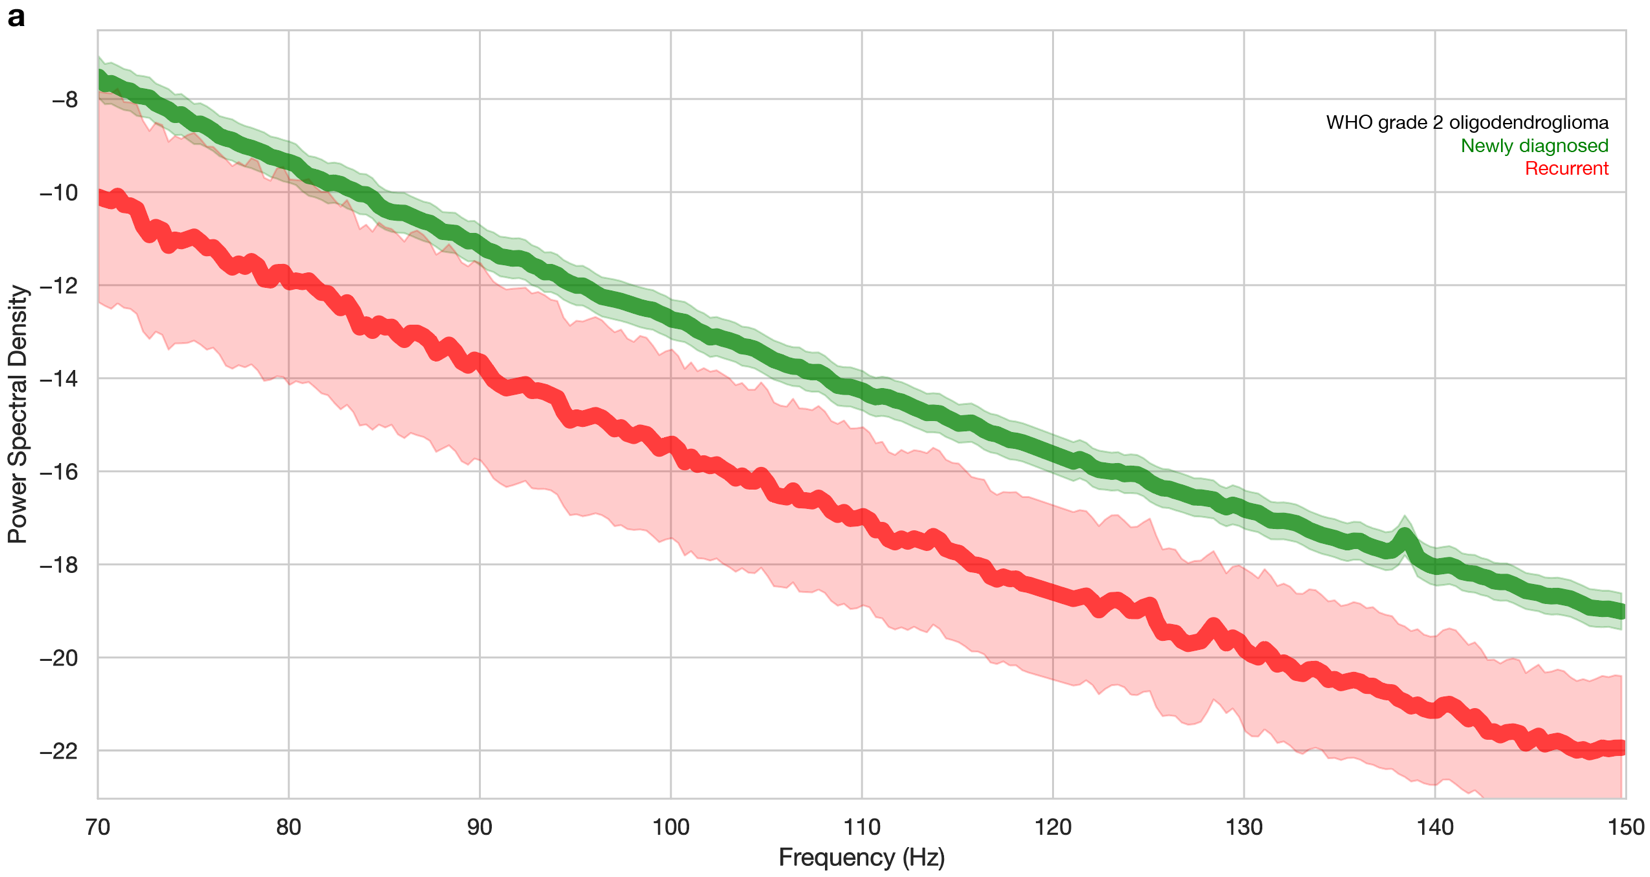 a
WHO grade 2 oligodendroglioma
Newly diagnosed
Recurrent
Power Spectral Density
−8
−10
−12
−14
−16
−18
−20
−22
70 80 90 100 110 120 130 140 150
Frequency (Hz)